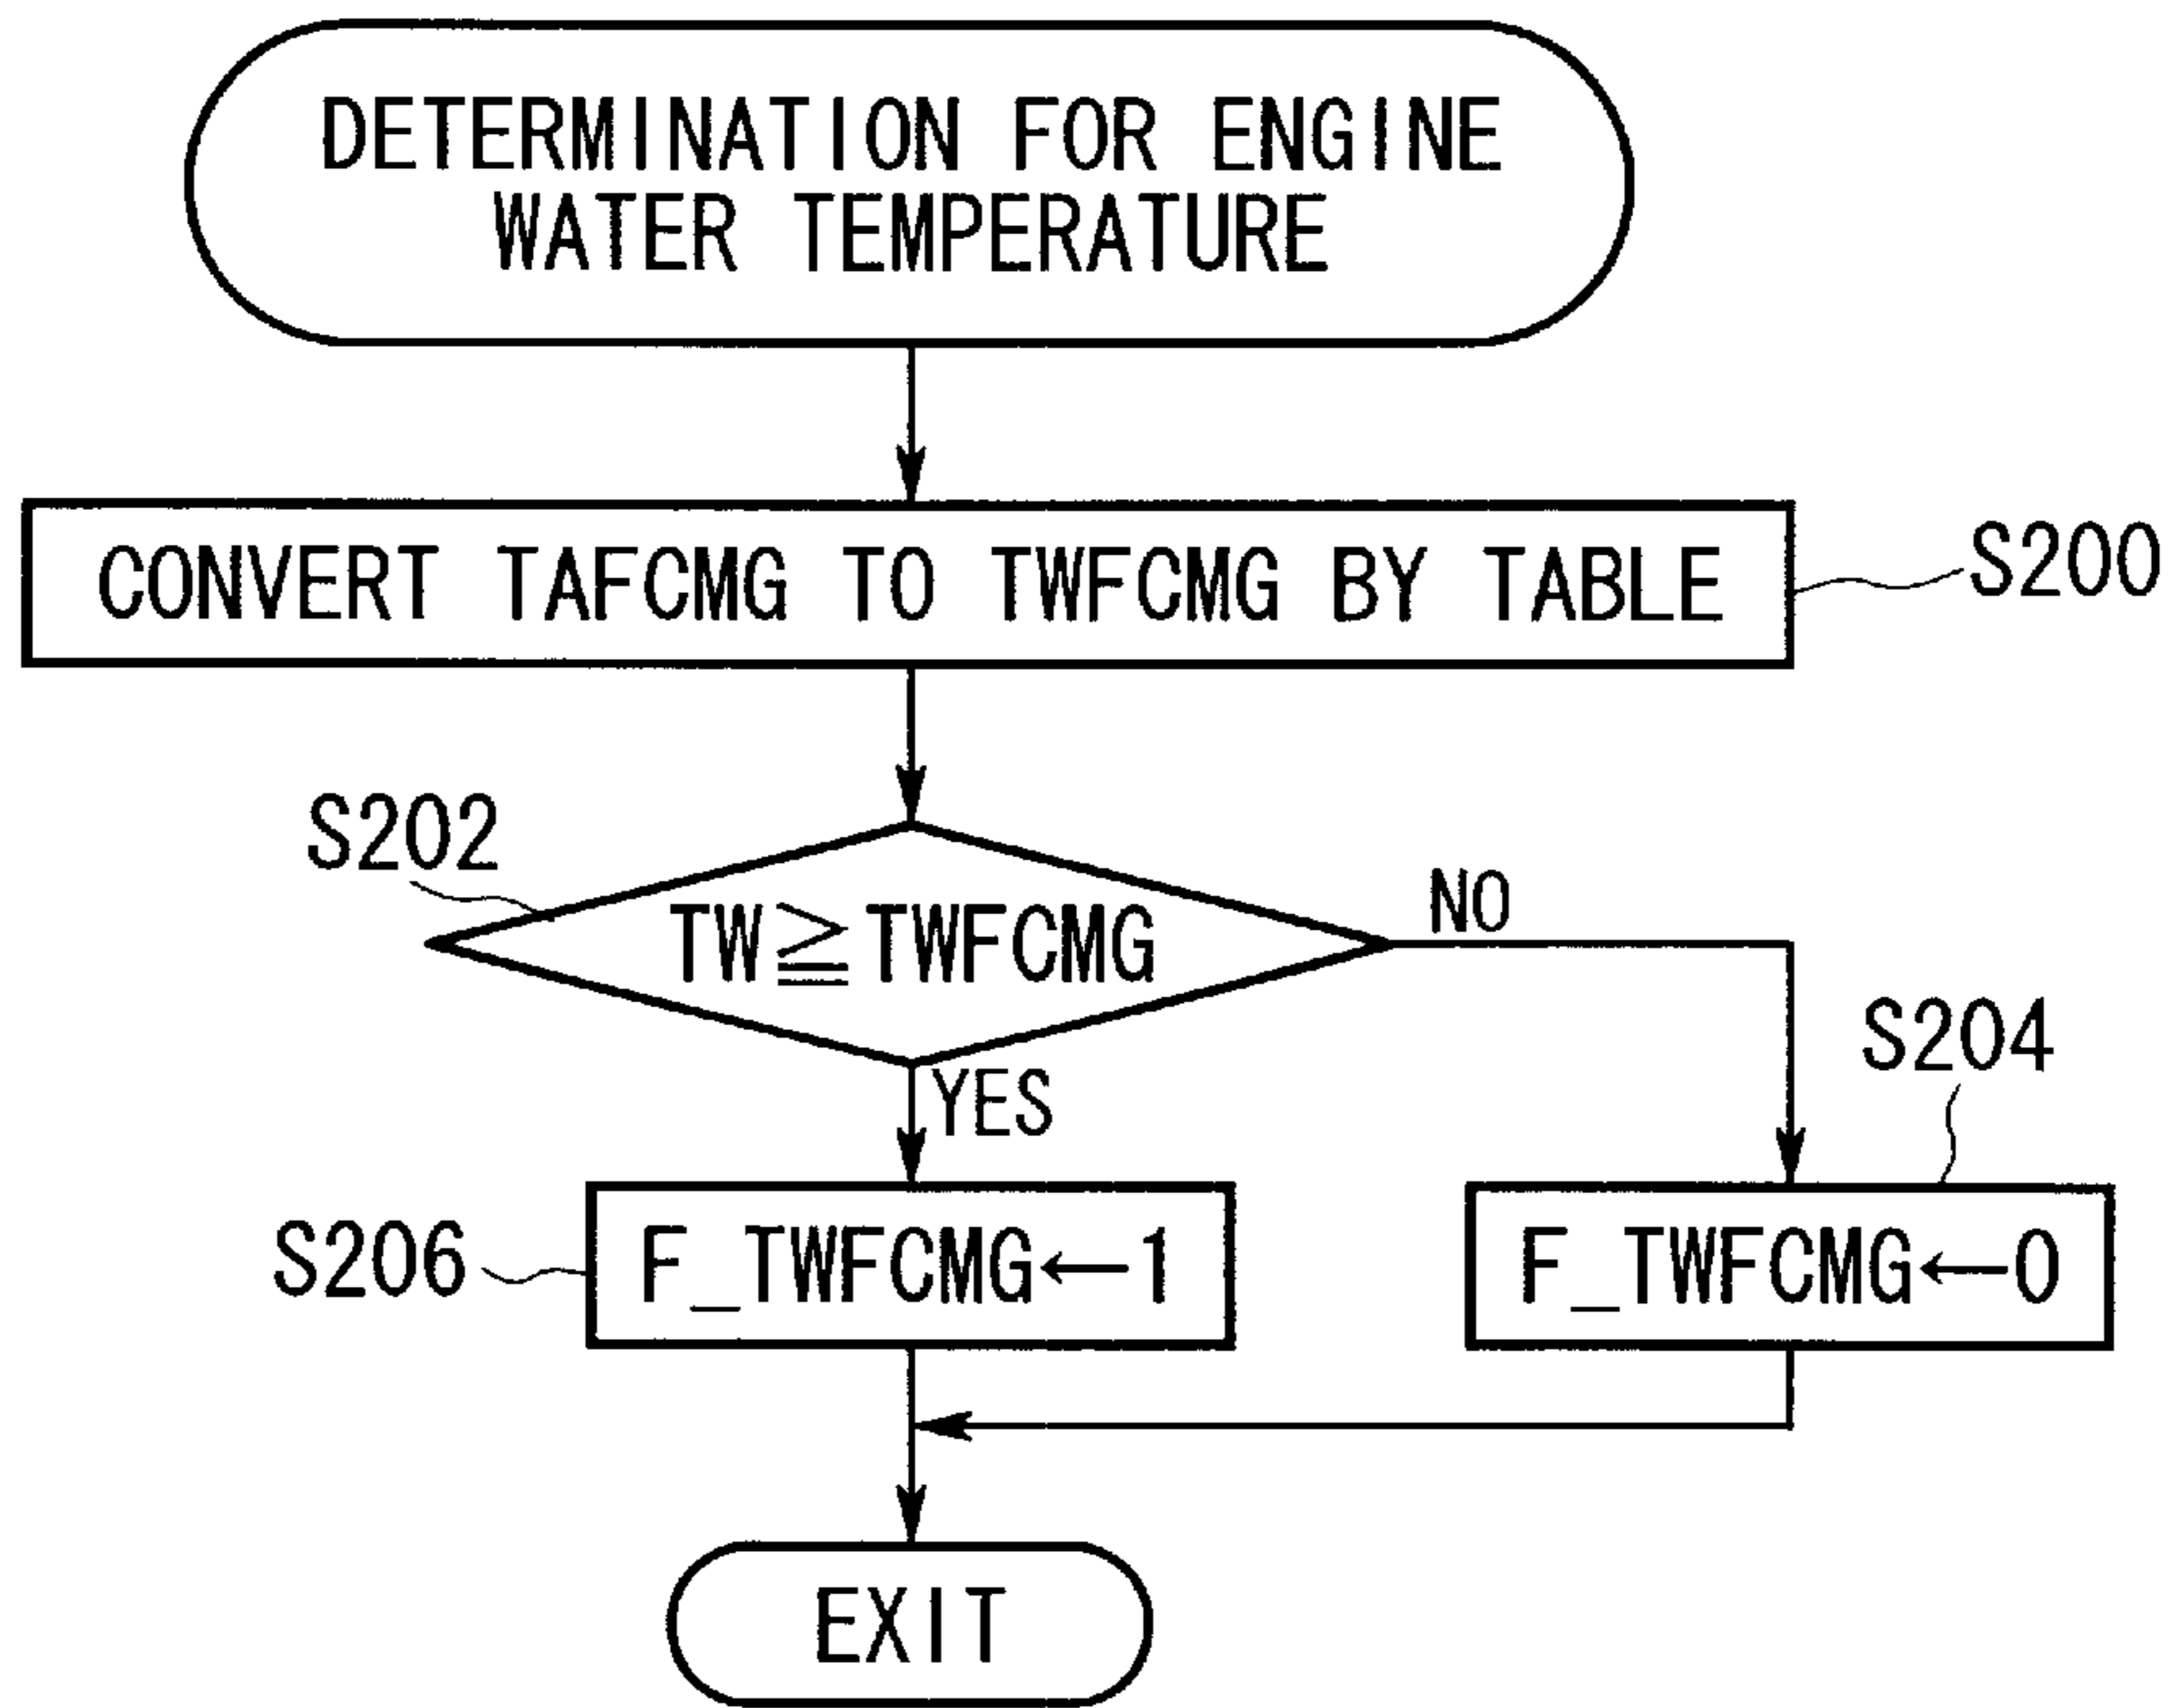 DETERMINATION FOR ENGINE
WATER TEMPERATURE
CONVERT TAFCMG TO TWFCMG BY TABLE
S200
S202
TW≧TWFCMG
NO
YES
S204
S206
F_TWFCMG←1
F_TWFCMG←0
EXIT